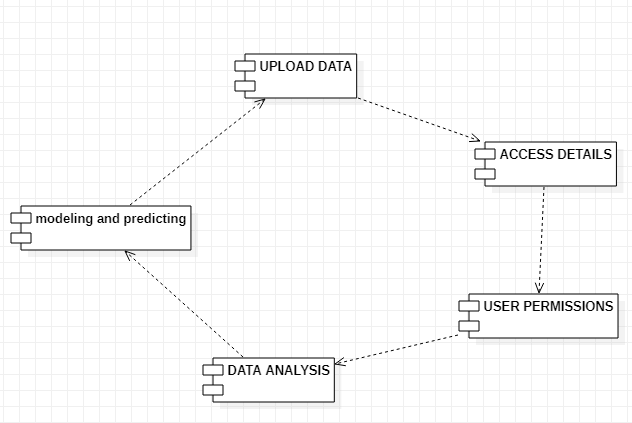 UPLOAD DATA
ACCESS DETAILS
modeling and predicting
USER PERMISSIONS
DATA ANALYSIS